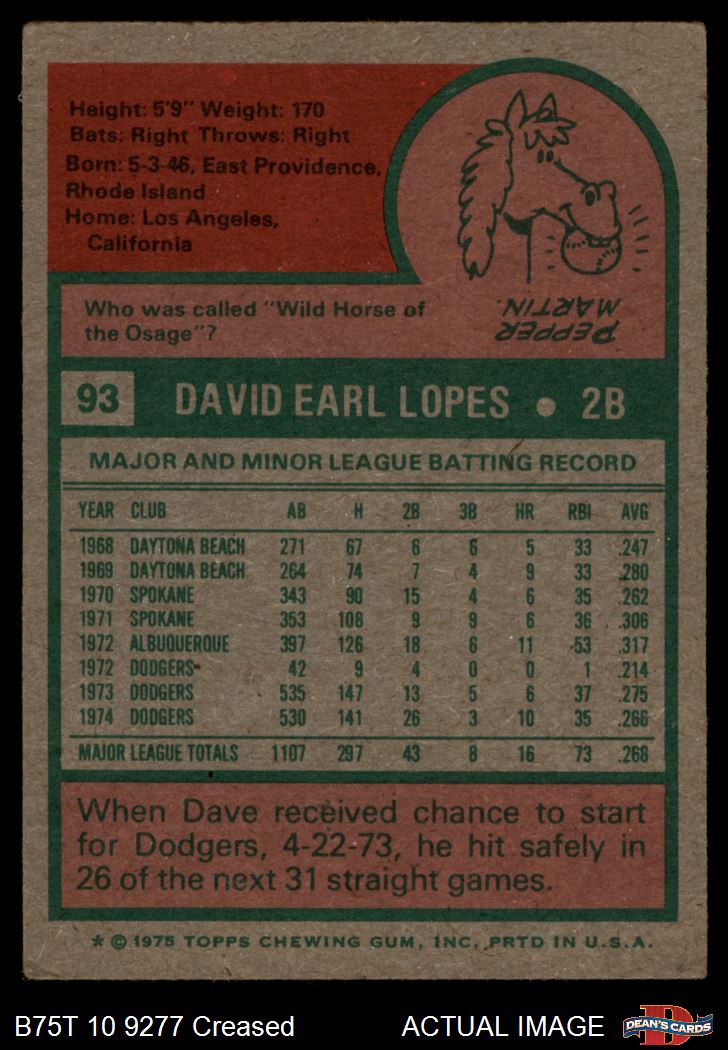 Height: 5'9" Weight: 170
Bats: Right Throws: Right
Born: 5-3-46, East Providence,
Rhode Island
Home: Los Angeles,
California
Who was called "Wild Horse of
the Osage"?
PEPPER
MARTIN.
93 DAVID EARL LOPES • 2B
MAJOR AND MINOR LEAGUE BATTING RECORD
YEAR CLUB AB H 2B 3B HR RBI AVG
1968 DAYTONA BEACH 271 67 6 6 5 33 .247
1969 DAYTONA BEACH 264 74 7 4 9 33 .280
1970 SPOKANE 343 90 15 4 6 35 .262
1971 SPOKANE 353 108 9 9 6 36 .306
1972 ALBUQUERQUE 397 126 18 6 11 53 .317
1972 DODGERS 42 9 4 0 0 1 .214
1973 DODGERS 535 147 13 5 6 37 .275
1974 DODGERS 530 141 26 3 10 35 .266
MAJOR LEAGUE TOTALS 1107 297 43 8 16 73 .268
When Dave received chance to start
for Dodgers, 4-22-73, he hit safely in
26 of the next 31 straight games.
* © 1975 TOPPS CHEWING GUM, INC. PRTD IN U.S.A.
B75T 10 9277 Creased ACTUAL IMAGE
D
DEAN'S CARDS